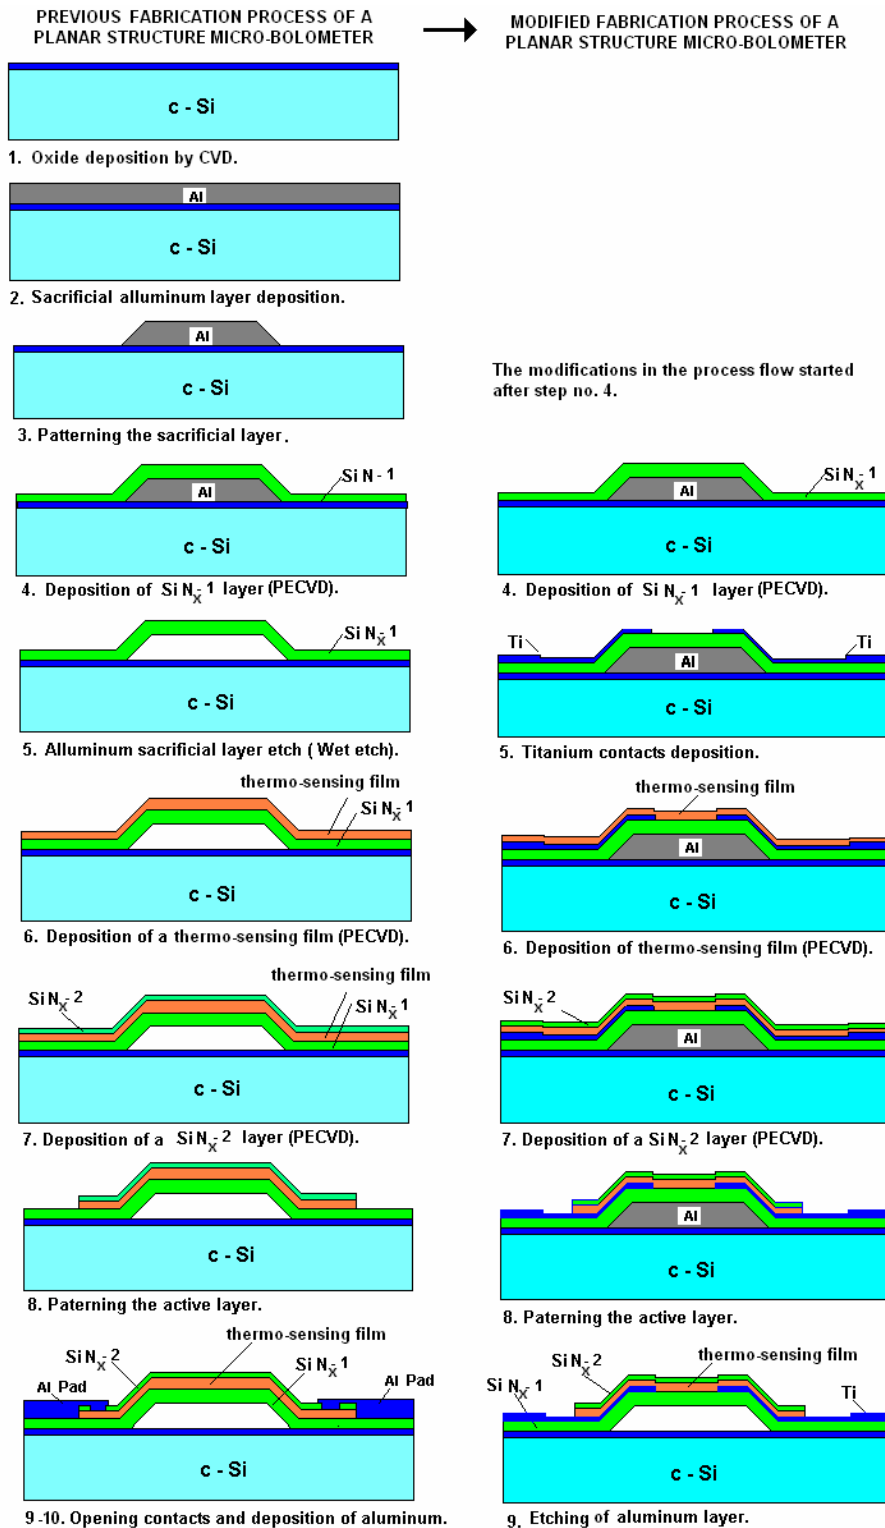 PREVIOUS FABRICATION PROCESS OF A
PLANAR STRUCTURE MICRO-BOLOMETER
MODIFIED FABRICATION PROCESS OF A
PLANAR STRUCTURE MICRO-BOLOMETER
c - Si
1. Oxide deposition by CVD.
Al
c - Si
2. Sacrificial alluminum layer deposition.
Al
c - Si
3. Patterning the sacrificial layer.
The modifications in the process flow started
after step no. 4.
Si N - 1
Al
c - Si
4. Deposition of Si Nx-1 layer (PECVD).
Si Nx-1
Al
c - Si
4. Deposition of Si Nx-1 layer (PECVD).
Si Nx-1
c - Si
5. Alluminum sacrificial layer etch ( Wet etch).
Ti
Ti
Al
c - Si
5. Titanium contacts deposition.
thermo-sensing film
Si Nx-1
c - Si
6. Deposition of a thermo-sensing film (PECVD).
thermo-sensing film
Al
c - Si
6. Deposition of thermo-sensing film (PECVD).
thermo-sensing film
Si Nx-2
Si Nx-1
c - Si
7. Deposition of a Si Nx-2 layer (PECVD).
Si Nx-2
Al
c - Si
7. Deposition of a Si Nx-2 layer (PECVD).
c - Si
8. Paterning the active layer.
Al
c - Si
8. Paterning the active layer.
thermo-sensing film
Si Nx-2
Si Nx-1
Al Pad
Al Pad
c - Si
9-10. Opening contacts and deposition of aluminum.
thermo-sensing film
Si Nx-2
Si Nx-1
Ti
c - Si
9. Etching of aluminum layer.